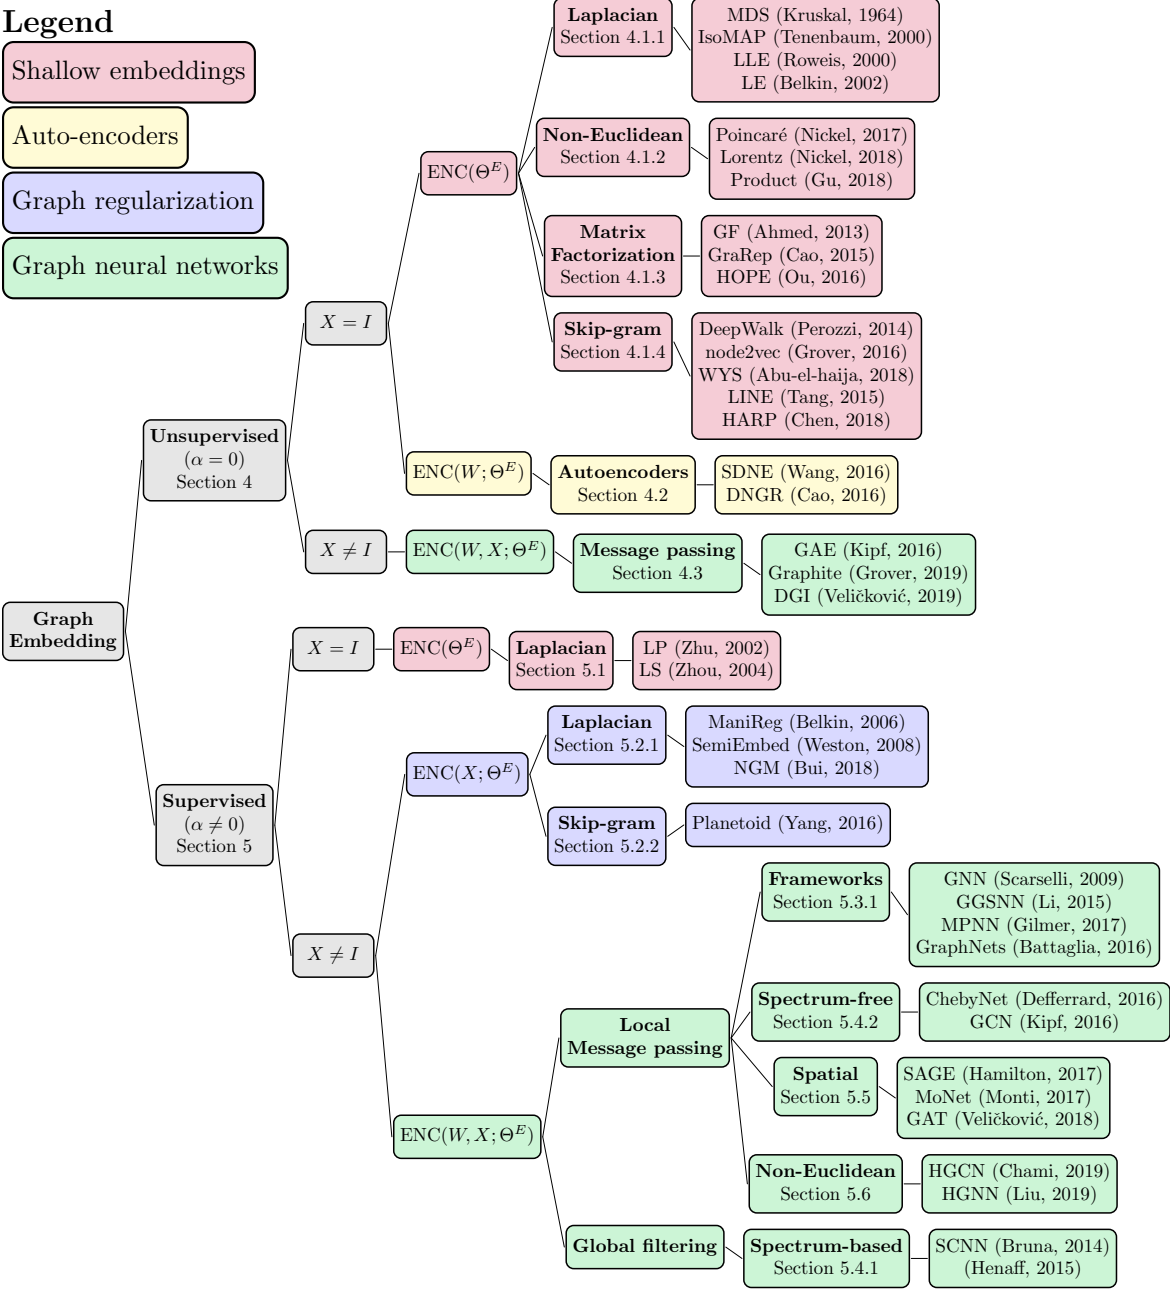 Legend
Shallow embeddings
Auto-encoders
Graph regularization
Graph neural networks
Graph
Embedding
Unsupervised
(α = 0)
Section 4
X = I
ENC(Θ^E)
Laplacian
Section 4.1.1
MDS (Kruskal, 1964)
IsoMAP (Tenenbaum, 2000)
LLE (Roweis, 2000)
LE (Belkin, 2002)
Non-Euclidean
Section 4.1.2
Poincaré (Nickel, 2017)
Lorentz (Nickel, 2018)
Product (Gu, 2018)
Matrix
Factorization
Section 4.1.3
GF (Ahmed, 2013)
GraRep (Cao, 2015)
HOPE (Ou, 2016)
Skip-gram
Section 4.1.4
DeepWalk (Perozzi, 2014)
node2vec (Grover, 2016)
WYS (Abu-el-haija, 2018)
LINE (Tang, 2015)
HARP (Chen, 2018)
ENC(W; Θ^E)
Autoencoders
Section 4.2
SDNE (Wang, 2016)
DNGR (Cao, 2016)
X ≠ I
ENC(W, X; Θ^E)
Message passing
Section 4.3
GAE (Kipf, 2016)
Graphite (Grover, 2019)
DGI (Veličković, 2019)
Supervised
(α ≠ 0)
Section 5
X = I
ENC(Θ^E)
Laplacian
Section 5.1
LP (Zhu, 2002)
LS (Zhou, 2004)
X ≠ I
ENC(X; Θ^E)
Laplacian
Section 5.2.1
ManiReg (Belkin, 2006)
SemiEmbed (Weston, 2008)
NGM (Bui, 2018)
Skip-gram
Section 5.2.2
Planetoid (Yang, 2016)
ENC(W, X; Θ^E)
Local
Message passing
Frameworks
Section 5.3.1
GNN (Scarselli, 2009)
GGSNN (Li, 2015)
MPNN (Gilmer, 2017)
GraphNets (Battaglia, 2016)
Spectrum-free
Section 5.4.2
ChebyNet (Defferrard, 2016)
GCN (Kipf, 2016)
Spatial
Section 5.5
SAGE (Hamilton, 2017)
MoNet (Monti, 2017)
GAT (Veličković, 2018)
Non-Euclidean
Section 5.6
HGCN (Chami, 2019)
HGNN (Liu, 2019)
Global filtering
Spectrum-based
Section 5.4.1
SCNN (Bruna, 2014)
(Henaff, 2015)